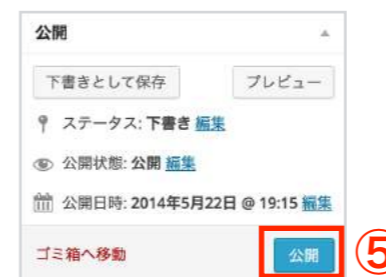 公開
下書きとして保存 プレビュー
ステータス: 下書き 編集
公開状態: 公開 編集
公開日時: 2014年5月22日 @ 19:15 編集
ゴミ箱へ移動 公開 ⑤